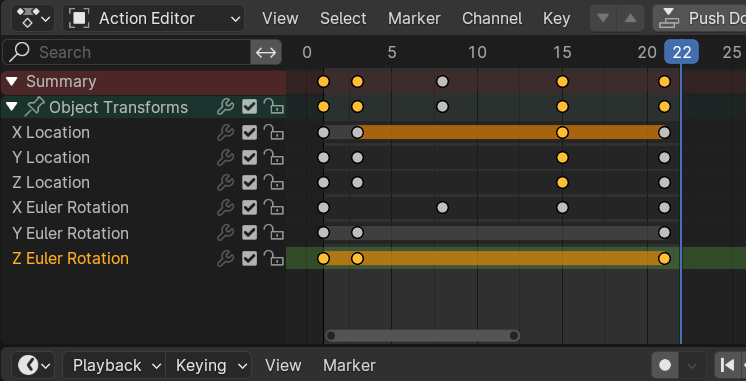 Action Editor View Select Marker Channel Key Push Do
Search 0 5 10 15 20 22 25
Summary
Object Transforms
X Location
Y Location
Z Location
X Euler Rotation
Y Euler Rotation
Z Euler Rotation
Playback Keying View Marker